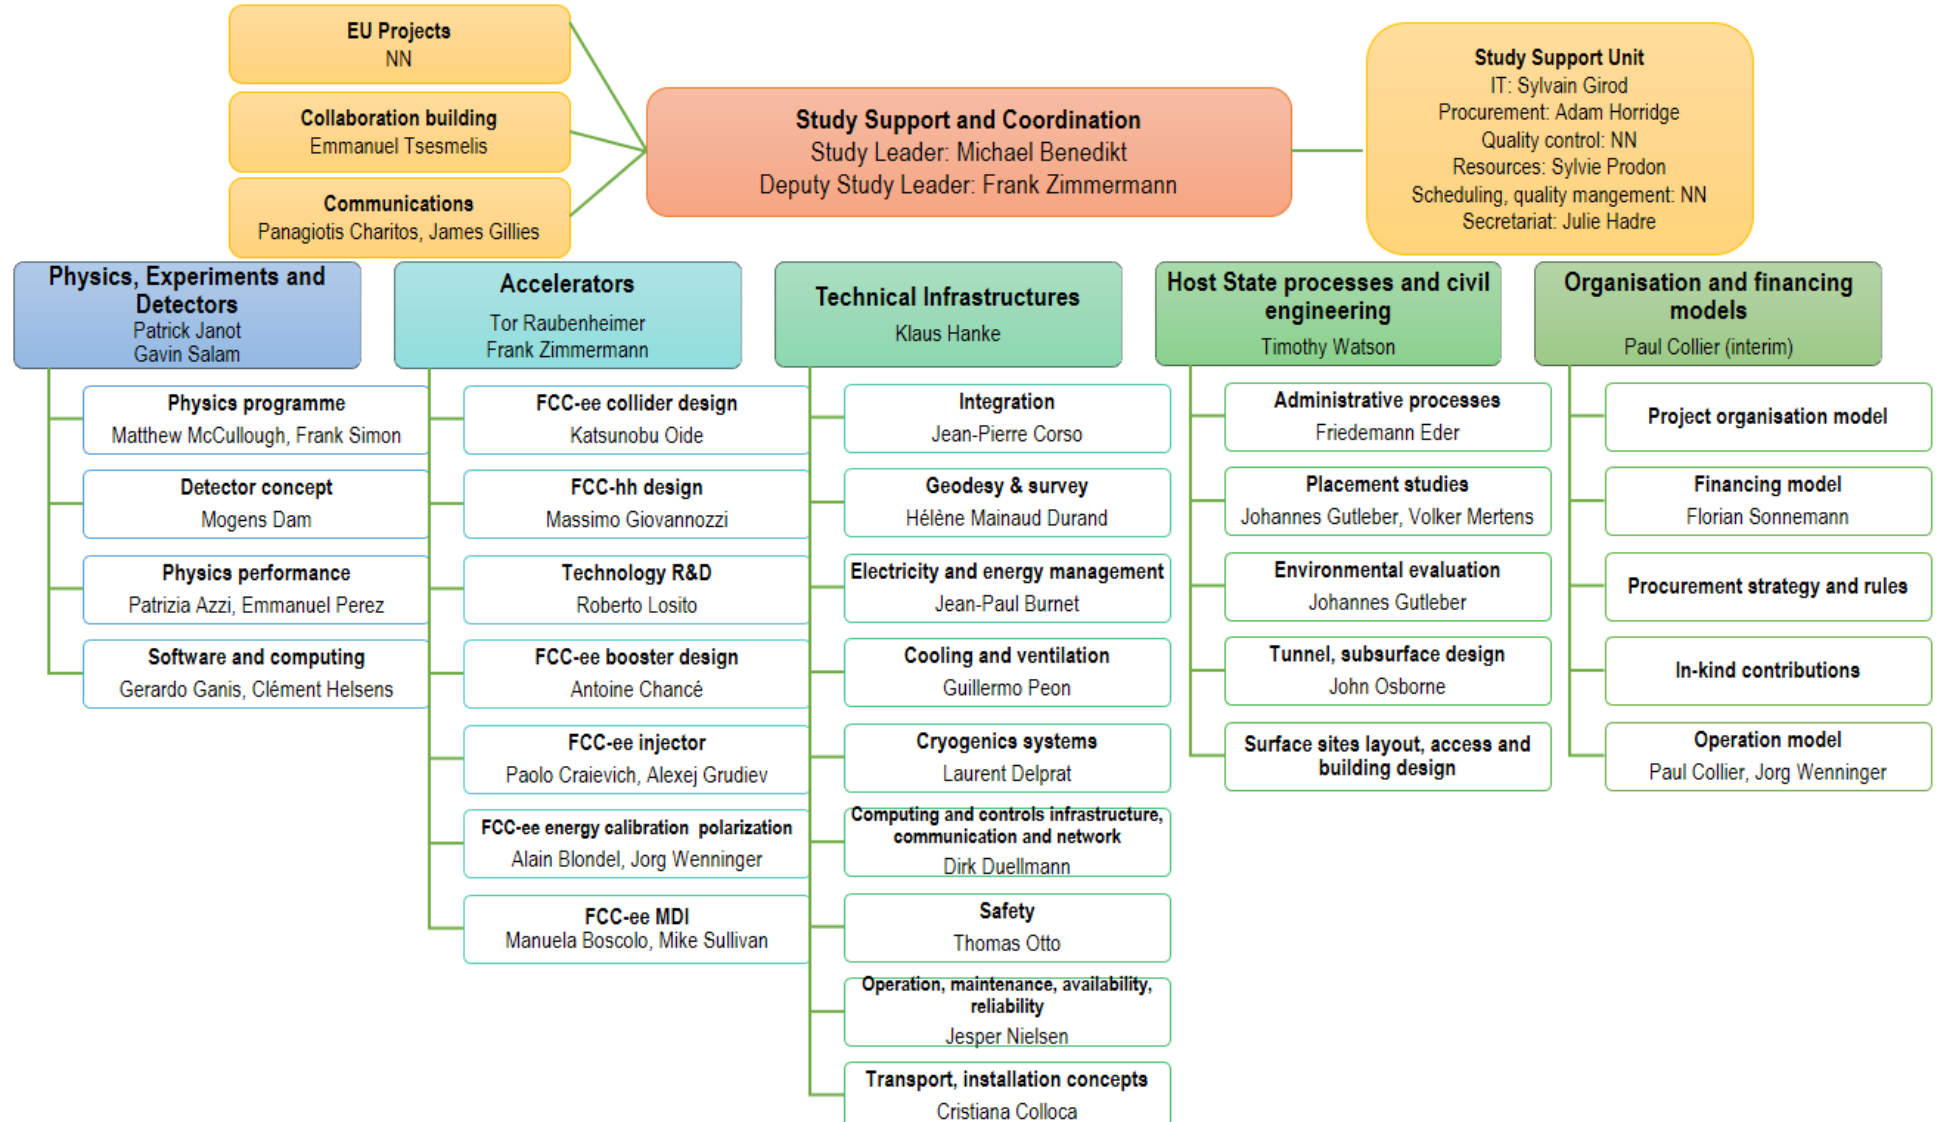 EU Projects
NN
Collaboration building
Emmanuel Tsesmelis
Communications
Panagiotis Charitos, James Gillies
Study Support and Coordination
Study Leader: Michael Benedikt
Deputy Study Leader: Frank Zimmermann
Study Support Unit
IT: Sylvain Girod
Procurement: Adam Horridge
Quality control: NN
Resources: Sylvie Prodon
Scheduling, quality mangement: NN
Secretariat: Julie Hadre
Physics, Experiments and
Detectors
Patrick Janot
Gavin Salam
Physics programme
Matthew McCullough, Frank Simon
Detector concept
Mogens Dam
Physics performance
Patrizia Azzi, Emmanuel Perez
Software and computing
Gerardo Ganis, Clément Helsens
Accelerators
Tor Raubenheimer
Frank Zimmermann
FCC-ee collider design
Katsunobu Oide
FCC-hh design
Massimo Giovannozzi
Technology R&D
Roberto Losito
FCC-ee booster design
Antoine Chancé
FCC-ee injector
Paolo Craievich, Alexej Grudiev
FCC-ee energy calibration polarization
Alain Blondel, Jorg Wenninger
FCC-ee MDI
Manuela Boscolo, Mike Sullivan
Technical Infrastructures
Klaus Hanke
Integration
Jean-Pierre Corso
Geodesy & survey
Hélène Mainaud Durand
Electricity and energy management
Jean-Paul Burnet
Cooling and ventilation
Guillermo Peon
Cryogenics systems
Laurent Delprat
Computing and controls infrastructure,
communication and network
Dirk Duellmann
Safety
Thomas Otto
Operation, maintenance, availability,
reliability
Jesper Nielsen
Transport, installation concepts
Cristiana Colloca
Host State processes and civil
engineering
Timothy Watson
Administrative processes
Friedemann Eder
Placement studies
Johannes Gutleber, Volker Mertens
Environmental evaluation
Johannes Gutleber
Tunnel, subsurface design
John Osborne
Surface sites layout, access and
building design
Organisation and financing
models
Paul Collier (interim)
Project organisation model
Financing model
Florian Sonnemann
Procurement strategy and rules
In-kind contributions
Operation model
Paul Collier, Jorg Wenninger